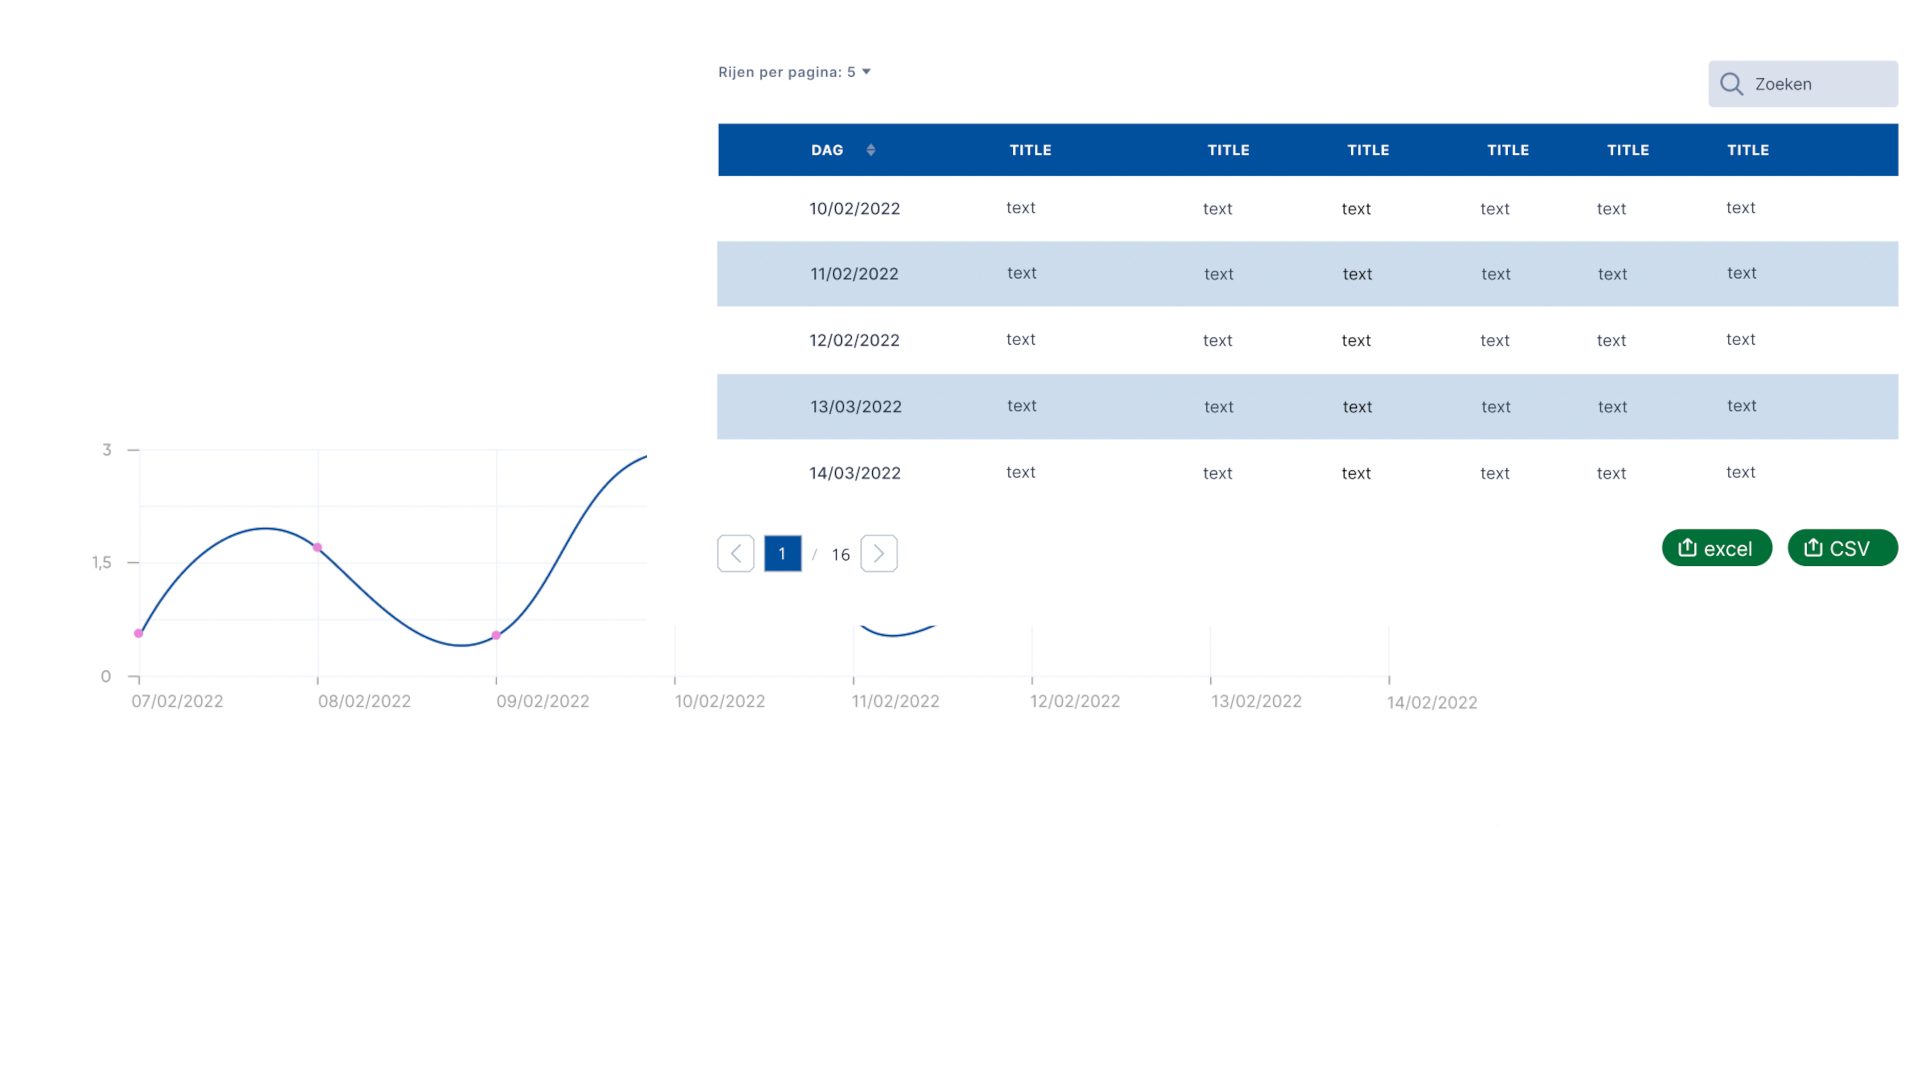 Rijen per pagina: 5
Zoeken
DAG TITLE TITLE TITLE TITLE TITLE TITLE
10/02/2022 text text text text text text
11/02/2022 text text text text text text
12/02/2022 text text text text text text
13/03/2022 text text text text text text
14/03/2022 text text text text text text
1 / 16
excel
CSV
3
1,5
0
07/02/2022 08/02/2022 09/02/2022 10/02/2022 11/02/2022 12/02/2022 13/02/2022 14/02/2022